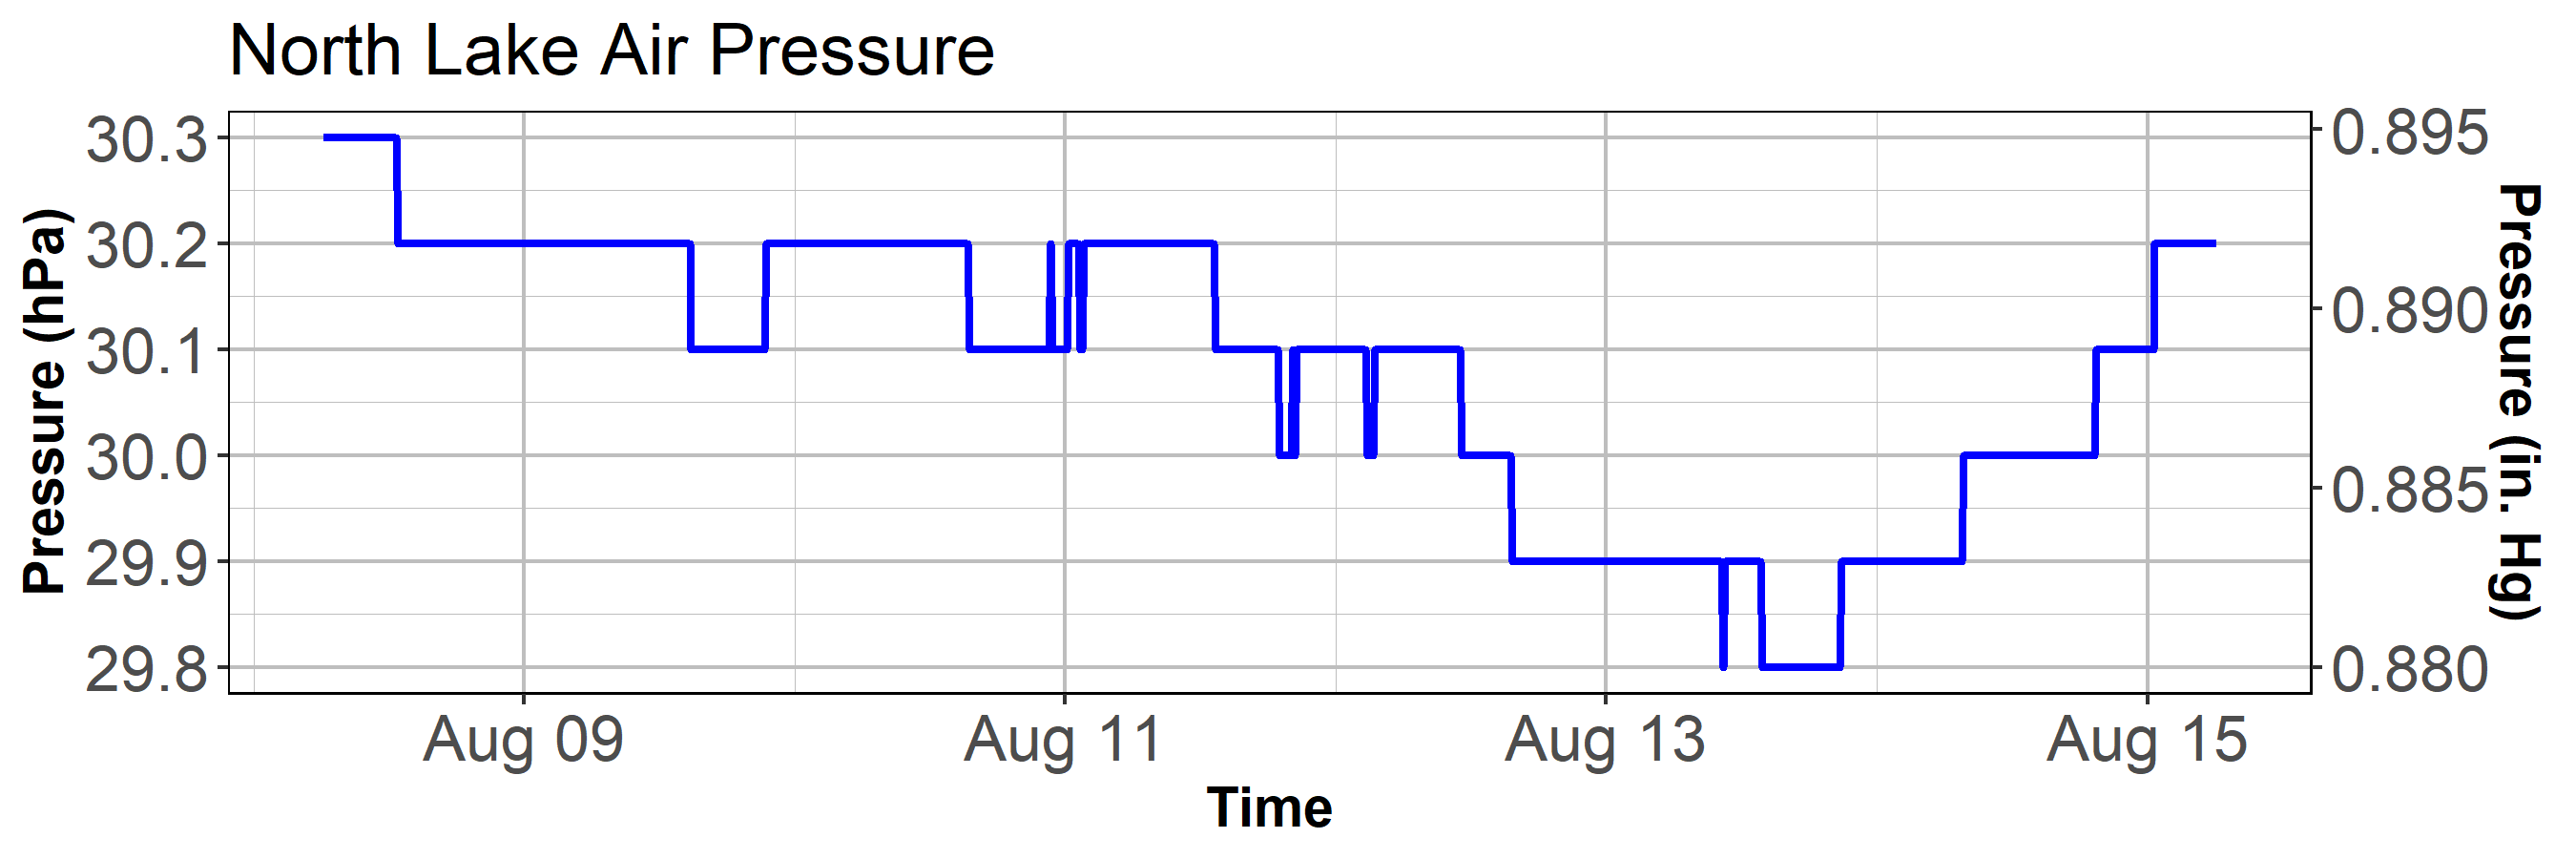 North Lake Air Pressure
Pressure (hPa)
30.3
30.2
30.1
30.0
29.9
29.8
0.895
0.890
0.885
0.880
Pressure (in. Hg)
Aug 09 Aug 11 Aug 13 Aug 15
Time